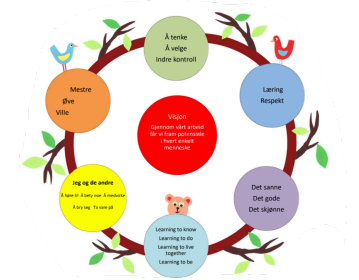 Å tenke
Å velge
Indre kontroll
Mestre
Øve
Ville
Læring
Respekt
Visjon
Gjennom vårt arbeid
får vi fram potensiale
i hvert enkelt
menneske
Jeg og de andre
Å høre til Å bety noe Å medvirke
Å bry seg Ta vare på
Det sanne
Det gode
Det skjønne
Learning to know
Learning to do
Learning to live
together
Learning to be